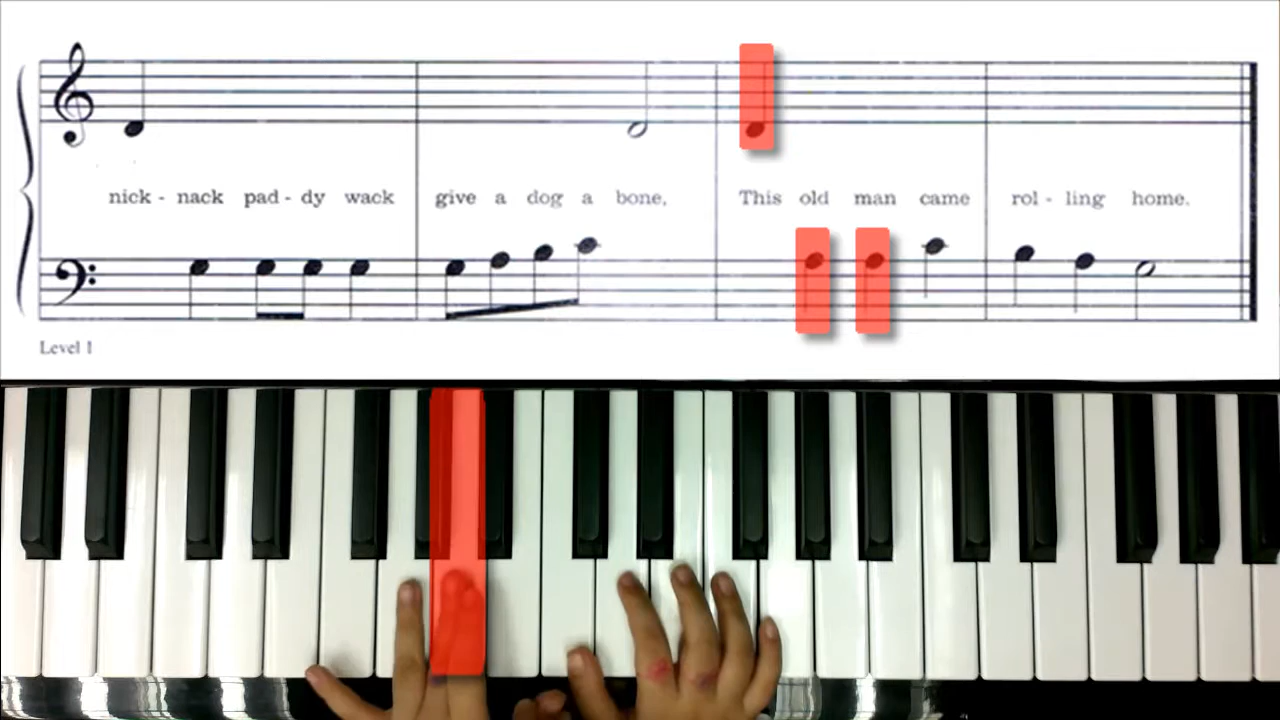 nick - nack pad - dy wack give a dog a bone, This old man came rol - ling home.
Level 1